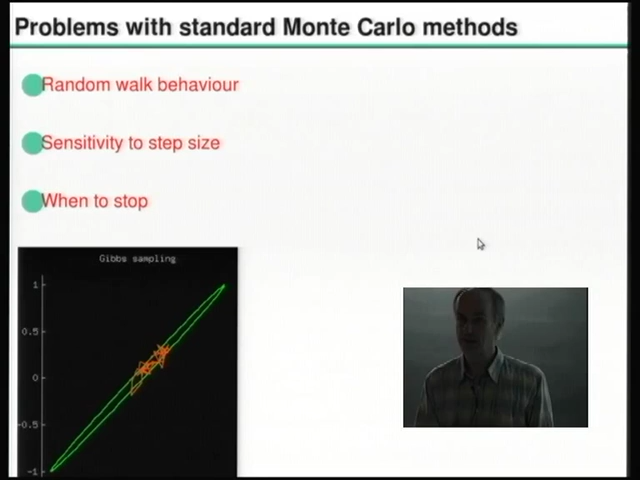 Problems with standard Monte Carlo methods
Random walk behaviour
Sensitivity to step size
When to stop
Gibbs sampling
1
0.5
0
-0.5
-1